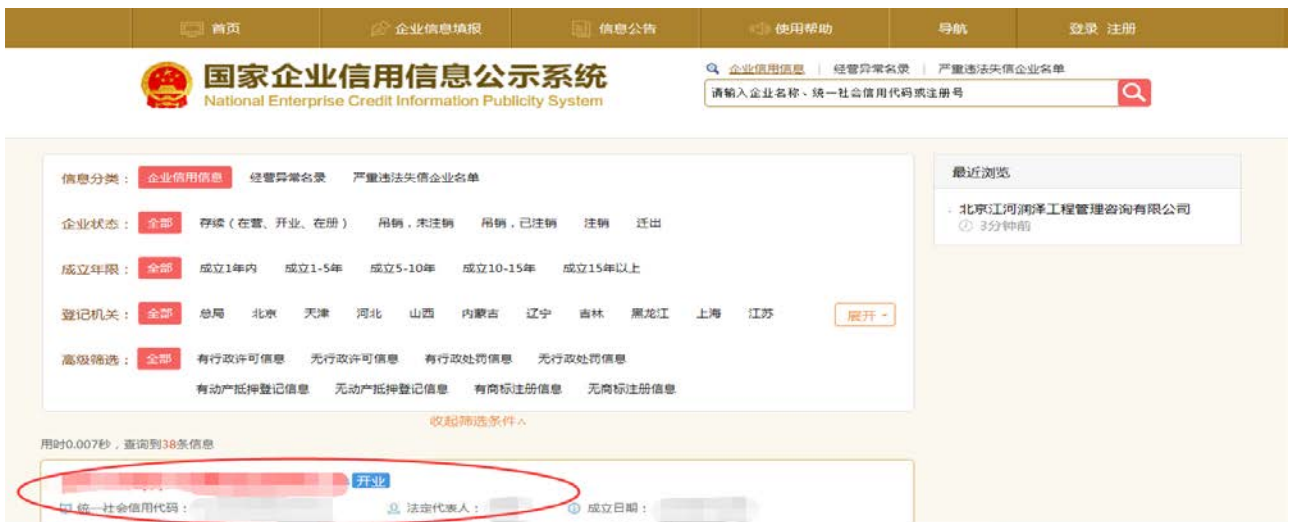 首页 企业信息填报 信息公告 使用帮助 导航 登录 注册
国家企业信用信息公示系统
National Enterprise Credit Information Publicity System
企业信用信息 | 经营异常名录 | 严重违法失信企业名单
请输入企业名称、统一社会信用代码或注册号
信息分类： 企业信用信息 经营异常名录 严重违法失信企业名单
企业状态： 全部 存续（在营、开业、在册） 吊销，未注销 吊销，已注销 注销 迁出
成立年限： 全部 成立1年内 成立1-5年 成立5-10年 成立10-15年 成立15年以上
登记机关： 全部 总局 北京 天津 河北 山西 内蒙古 辽宁 吉林 黑龙江 上海 江苏 展开
高级筛选： 全部 有行政许可信息 无行政许可信息 有行政处罚信息 无行政处罚信息
有动产抵押登记信息 无动产抵押登记信息 有商标注册信息 无商标注册信息
收起筛选条件
最近浏览
北京江河润泽工程管理咨询有限公司
3分钟前
用时0.007秒，查询到38条信息
开业
统一社会信用代码： 法定代表人： 成立日期：